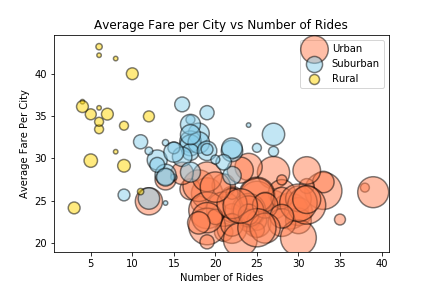 Average Fare per City vs Number of Rides
Urban
Suburban
Rural
40
35
30
25
20
Average Fare Per City
5
10
15
20
25
30
35
40
Number of Rides